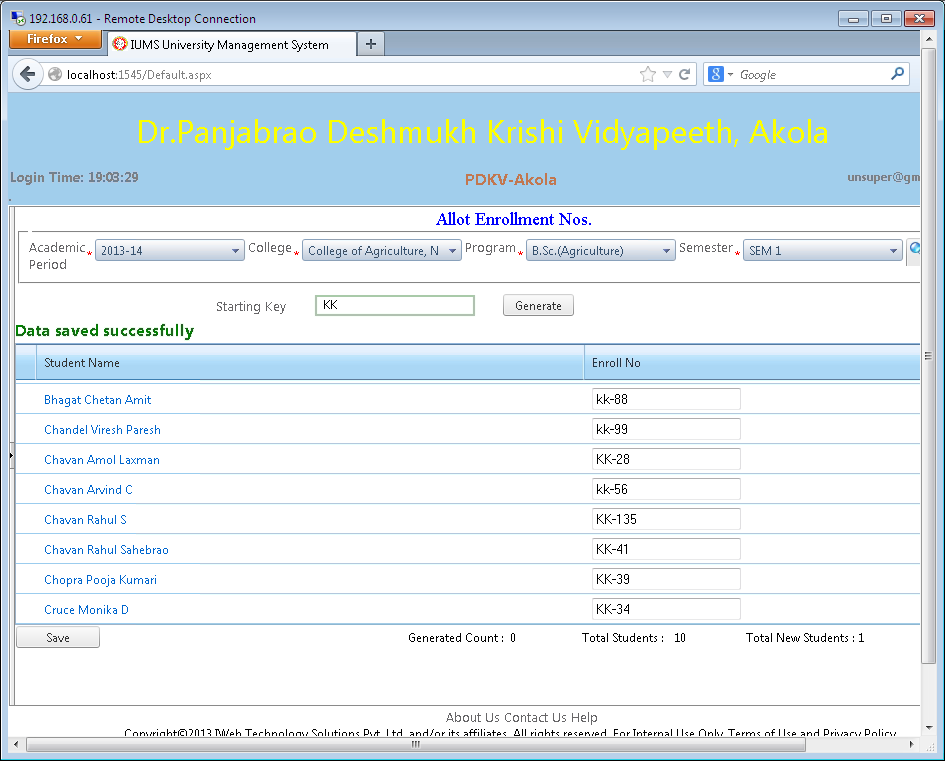 192.168.0.61 - Remote Desktop Connection
Firefox
IUMS University Management System
localhost:1545/Default.aspx
Google
Dr.Panjabrao Deshmukh Krishi Vidyapeeth, Akola
Login Time: 19:03:29
PDKV-Akola
unsuper@gm
Allot Enrollment Nos.
Academic Period * 2013-14 College * College of Agriculture, N Program * B.Sc.(Agriculture) Semester * SEM 1
Starting Key KK Generate
Data saved successfully
Student Name Enroll No
Bhagat Chetan Amit kk-88
Chandel Viresh Paresh kk-99
Chavan Amol Laxman KK-28
Chavan Arvind C kk-56
Chavan Rahul S KK-135
Chavan Rahul Sahebrao KK-41
Chopra Pooja Kumari KK-39
Cruce Monika D KK-34
Save Generated Count : 0 Total Students : 10 Total New Students : 1
About Us Contact Us Help
Copyright©2013 IWeb Technology Solutions Pvt. Ltd. and/or its affiliates. All rights reserved. For Internal Use Only. Terms of Use and Privacy Policy